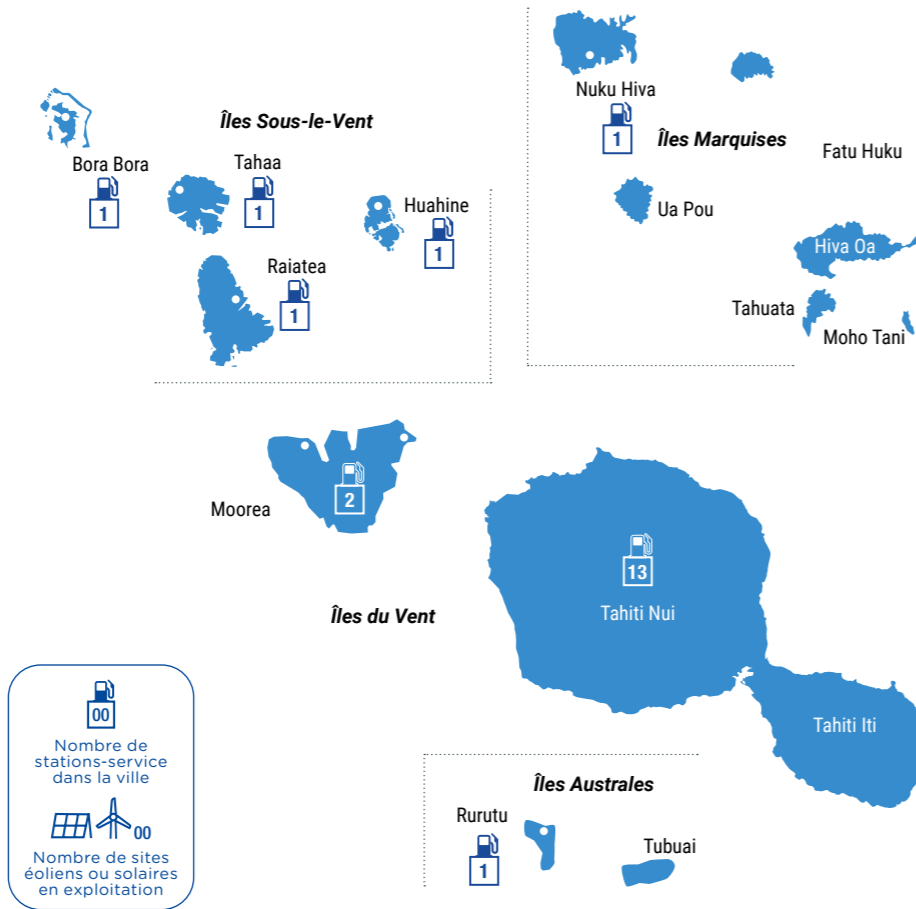 Îles Sous-le-Vent
Bora Bora
1
Tahaa
1
Huahine
1
Raiatea
1
Nuku Hiva
1
Îles Marquises
Fatu Huku
Ua Pou
Hiva Oa
Tahuata
Moho Tani
Moorea
2
13
Îles du Vent
Tahiti Nui
Tahiti Iti
Îles Australes
Rurutu
1
Tubuai
00
Nombre de
stations-service
dans la ville
00
Nombre de sites
éoliens ou solaires
en exploitation